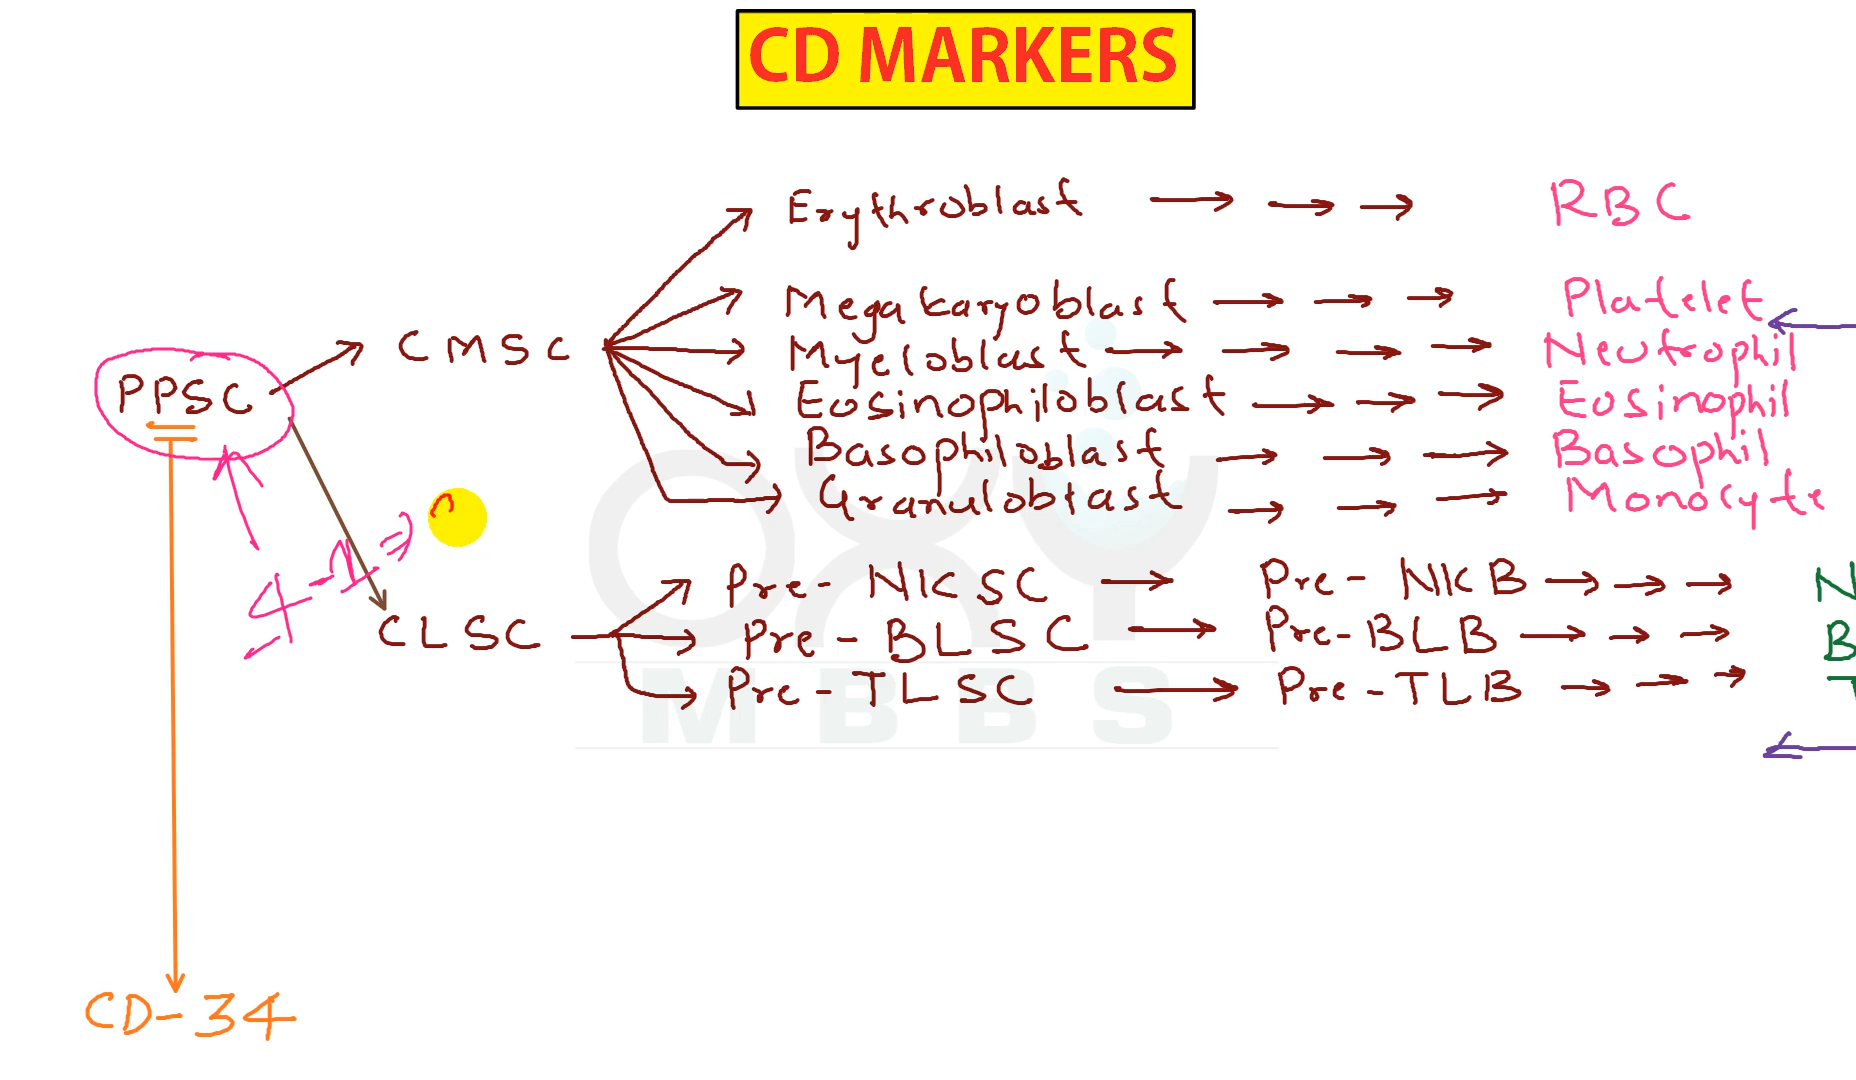 CD MARKERS
Erythroblast RBC
Megakaryoblast Platelet
CMSC Myeloblast Neutrophil
PPSC Eosinophiloblast Eosinophil
Basophiloblast Basophil
Granuloblast Monocyte
Pre-NKSC Pre-NKB N
CLSC Pre-BLSC Pre-BLB B
Pre-TLSC Pre-TLB T
MBBS
CD-34